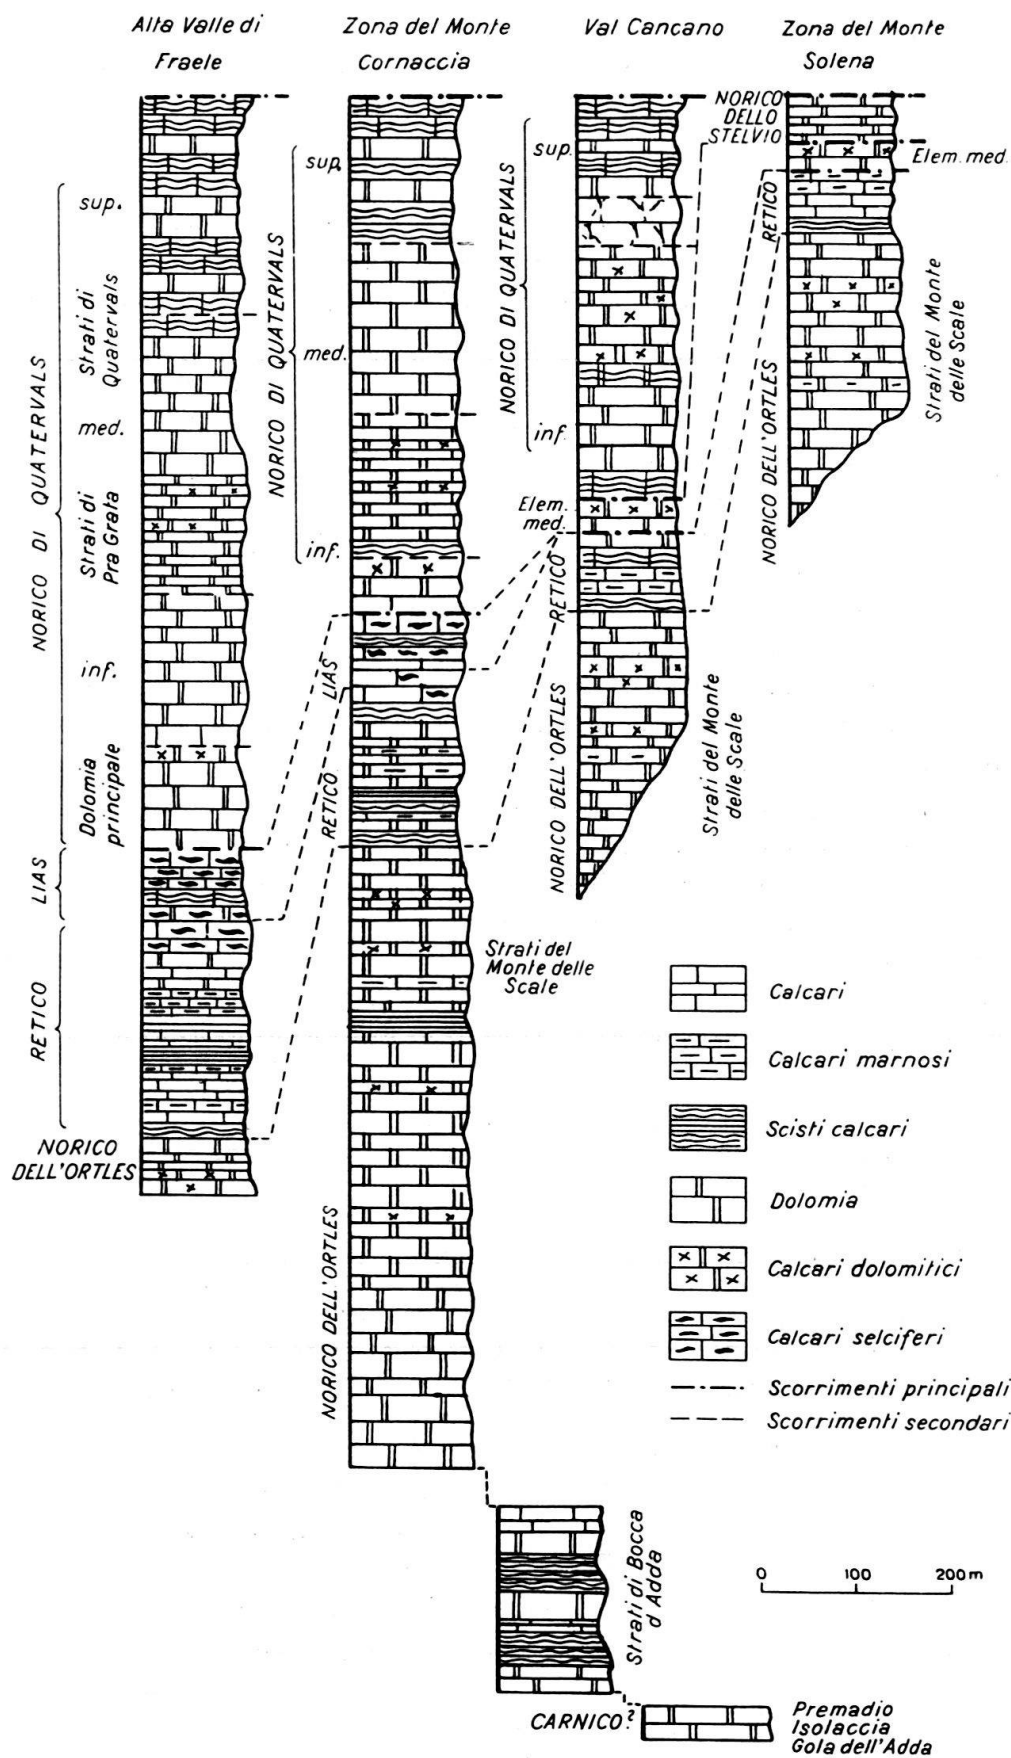 Alta Valle di
Fraele
Zona del Monte
Cornaccia
Val Cancano
Zona del Monte
Solena
NORICO DI QUATERVALS
sup.
Strati di
Quatervals
med.
Strati di
Pra Grata
inf.
Dolomia
principale
LIAS
RETICO
NORICO
DELL'ORTLES
NORICO DI QUATERVALS
sup.
med.
inf.
LIAS
RETICO
Strati del
Monte delle
Scale
NORICO DELL'ORTLES
NORICO DI QUATERVALS
sup.
inf.
Elem.
med.
RETICO
NORICO DELL'ORTLES
Strati del Monte
delle Scale
NORICO
DELLO
STELVIO
Elem. med.
RETICO
NORICO DELL'ORTLES
Strati del Monte
delle Scale
Calcari
Calcari marnosi
Scisti calcari
Dolomia
Calcari dolomitici
Calcari selciferi
Scorrimenti principali
Scorrimenti secondari
0 100 200 m
Strati di Bocca
d Adda
CARNICO?
Premadio
Isolaccia
Gola dell'Adda